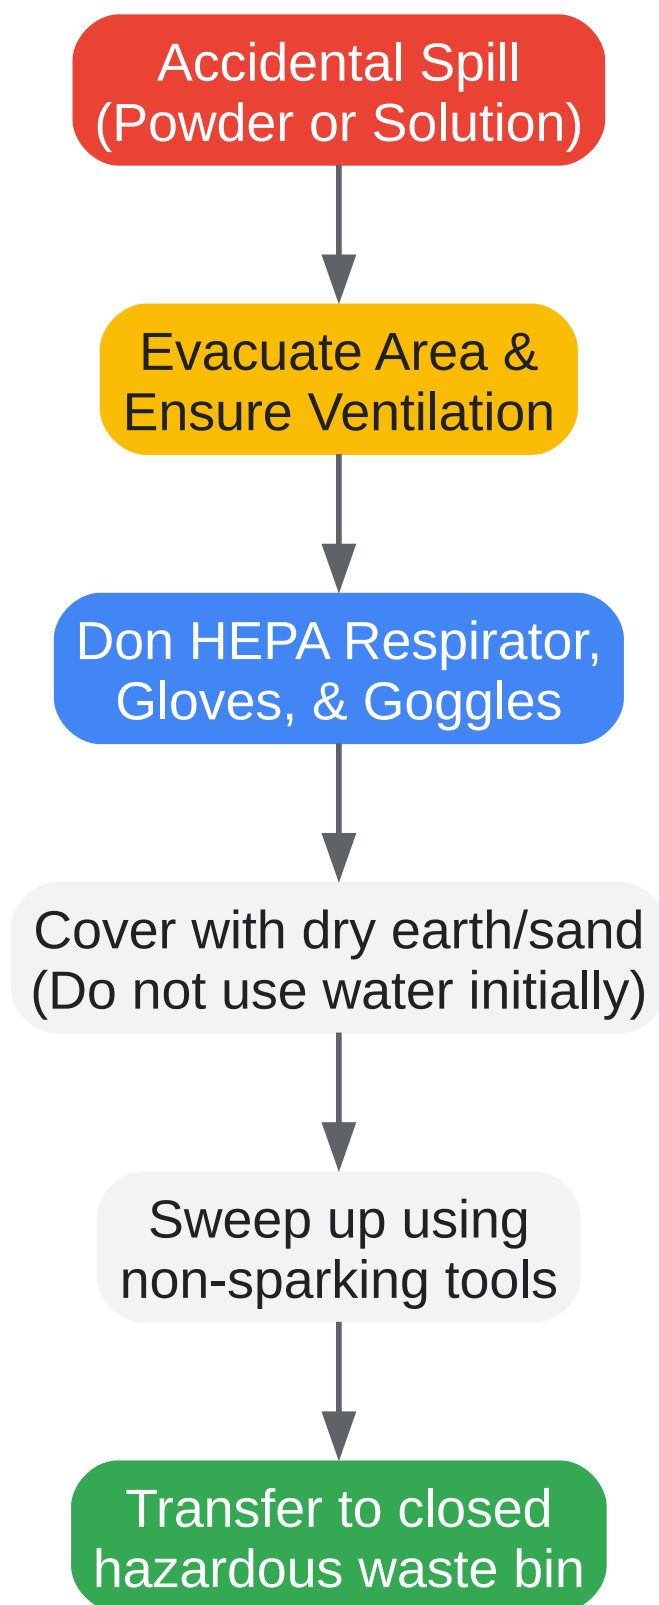 Accidental Spill
(Powder or Solution)
Evacuate Area &
Ensure Ventilation
Don HEPA Respirator,
Gloves, & Goggles
Cover with dry earth/sand
(Do not use water initially)
Sweep up using
non-sparking tools
Transfer to closed
hazardous waste bin